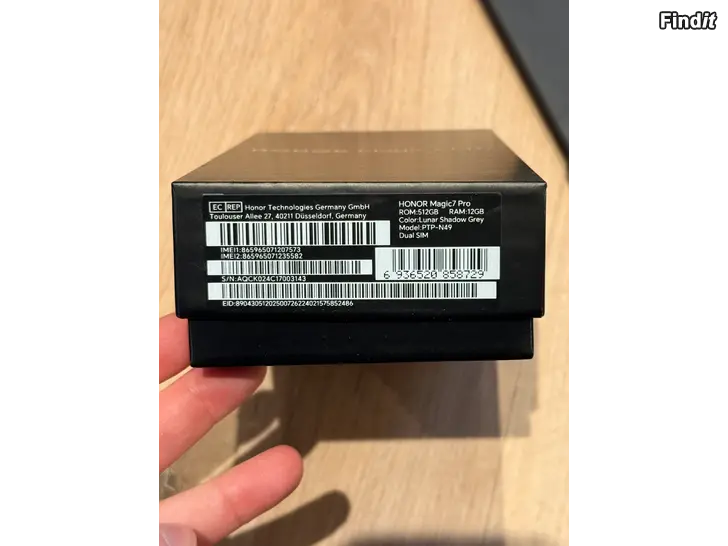 Findit
EC REP Honor Technologies Germany GmbH
Toulouser Allee 27, 40211 Düsseldorf, Germany
HONOR Magic7 Pro
ROM:512GB RAM:12GB
Color:Lunar Shadow Grey
Model:PTP-N49
Dual SIM
IMEI1:865965071207573
IMEI2:865965071235582
6 936520 858729
S/N:AQCK024C17003143
EID:89043051202500726224021575852486